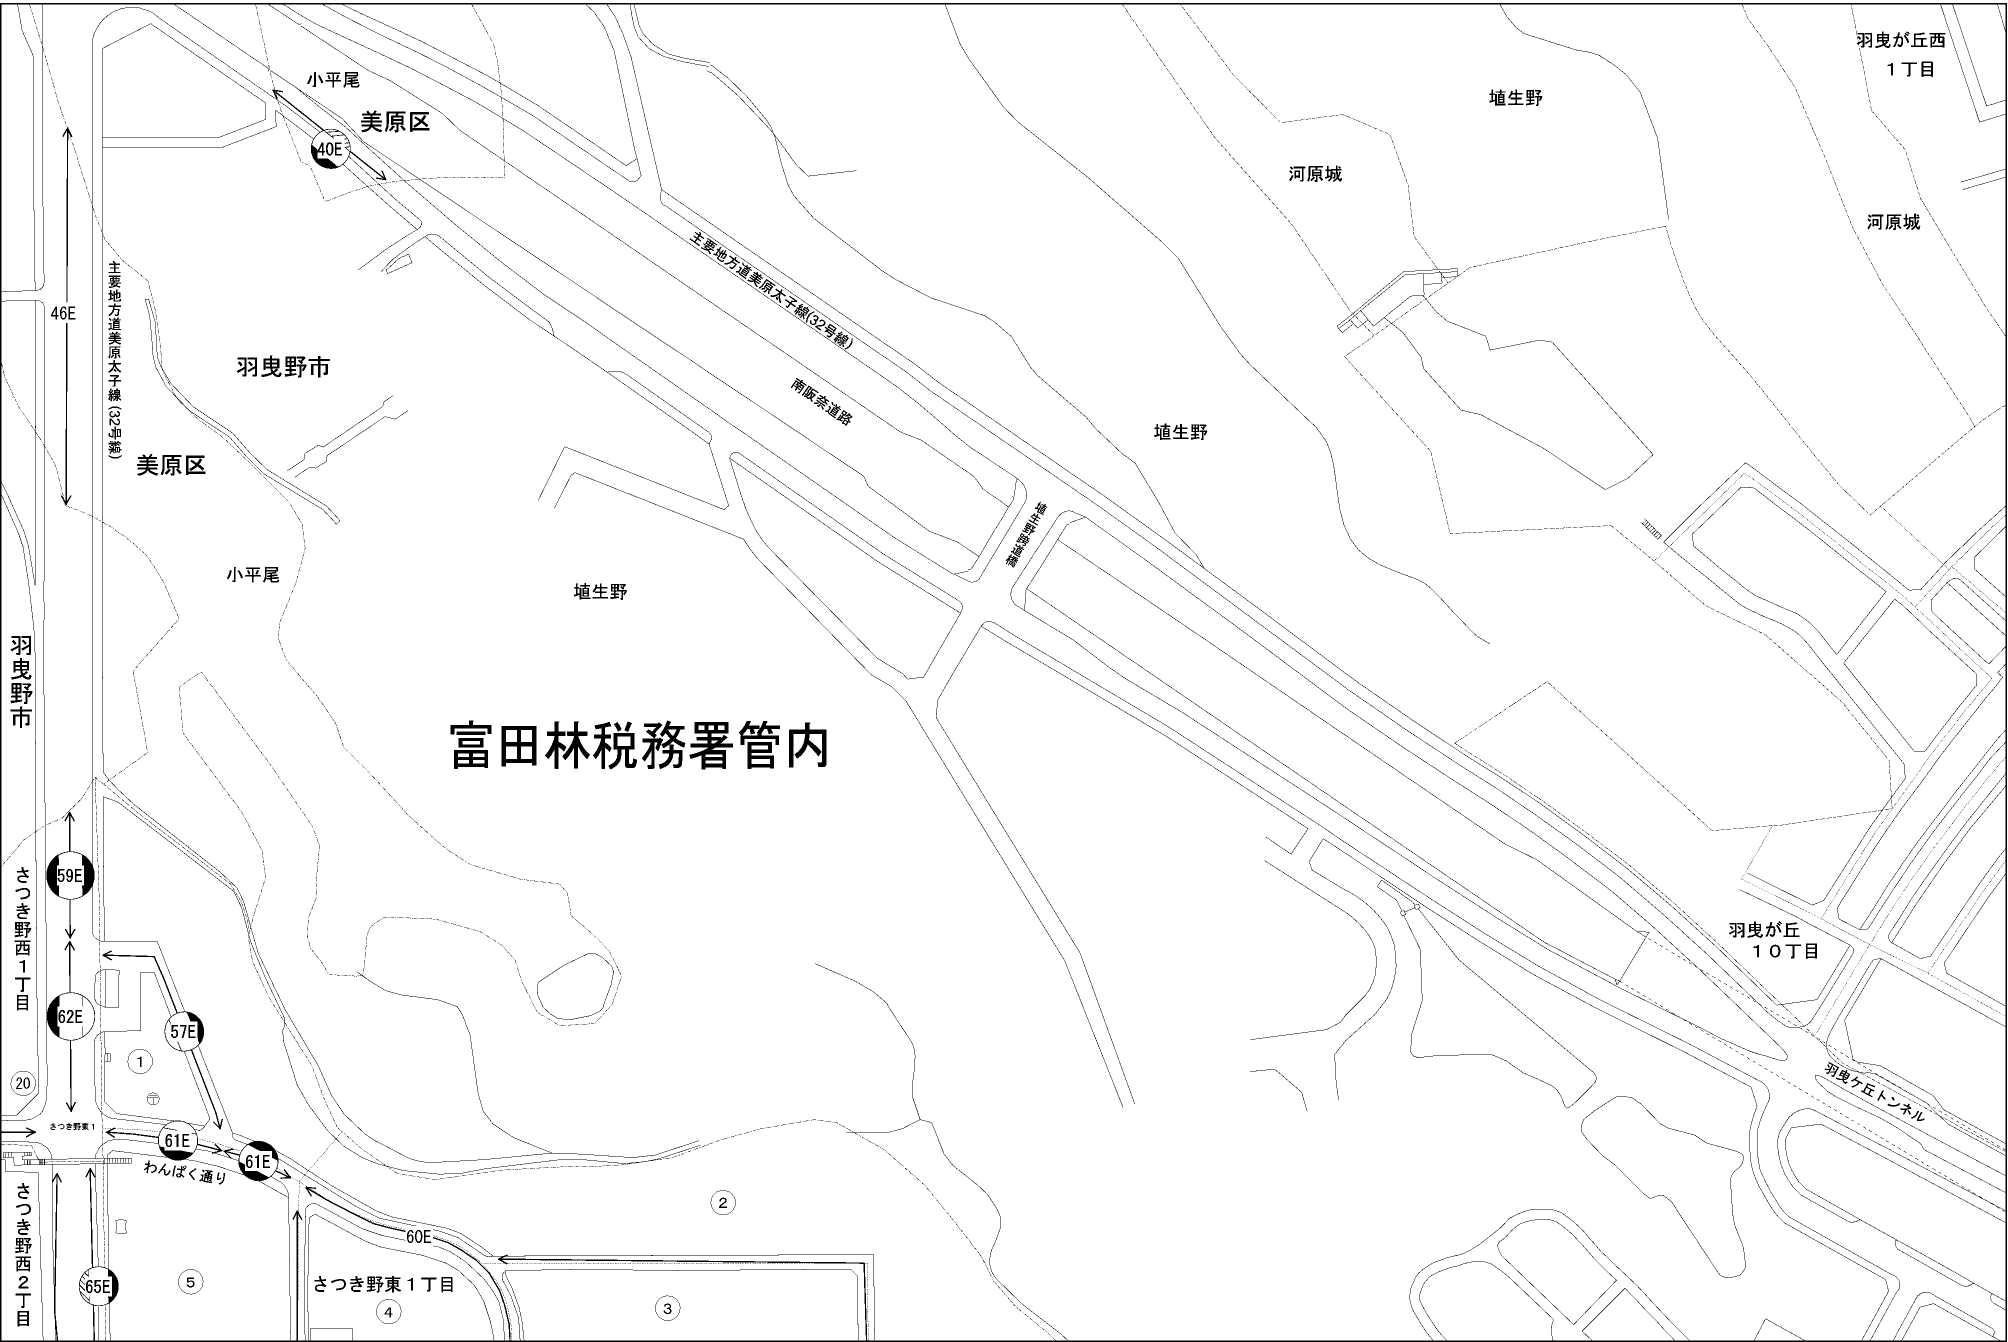 羽曳が丘西
１丁目
小平尾
美原区
40E
埴生野
河原城
河原城
主要地方道美原太子線(32号線)
主要地方道美原太子線(32号線)
46E
羽曳野市
南阪奈道路
埴生野
美原区
埴生野跨道橋
小平尾
埴生野
羽曳野市
富田林税務署管内
59E
さつき野西１丁目
羽曳が丘
１０丁目
62E
57E
1
20
羽曳ケ丘トンネル
さつき野東１
61E
61E
わんぱく通り
さつき野西２丁目
2
60E
65E
5
さつき野東１丁目
4
3